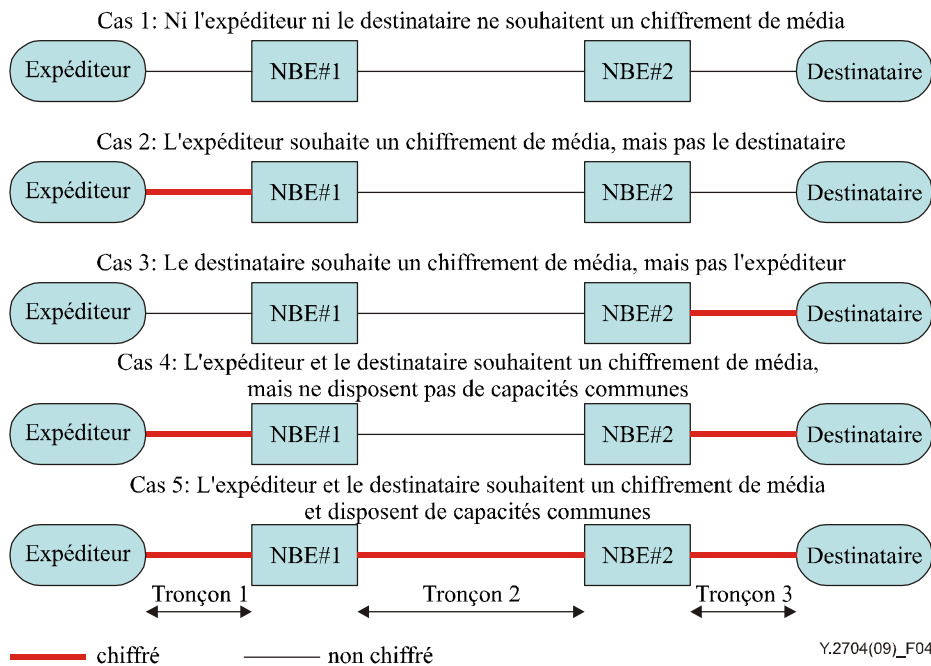 Cas 1: Ni l'expéditeur ni le destinataire ne souhaitent un chiffrement de média
Expéditeur NBE#1 NBE#2 Destinataire
Cas 2: L'expéditeur souhaite un chiffrement de média, mais pas le destinataire
Expéditeur NBE#1 NBE#2 Destinataire
Cas 3: Le destinataire souhaite un chiffrement de média, mais pas l'expéditeur
Expéditeur NBE#1 NBE#2 Destinataire
Cas 4: L'expéditeur et le destinataire souhaitent un chiffrement de média,
mais ne disposent pas de capacités communes
Expéditeur NBE#1 NBE#2 Destinataire
Cas 5: L'expéditeur et le destinataire souhaitent un chiffrement de média
et disposent de capacités communes
Expéditeur NBE#1 NBE#2 Destinataire
Tronçon 1 Tronçon 2 Tronçon 3
chiffré non chiffré Y.2704(09)_F04